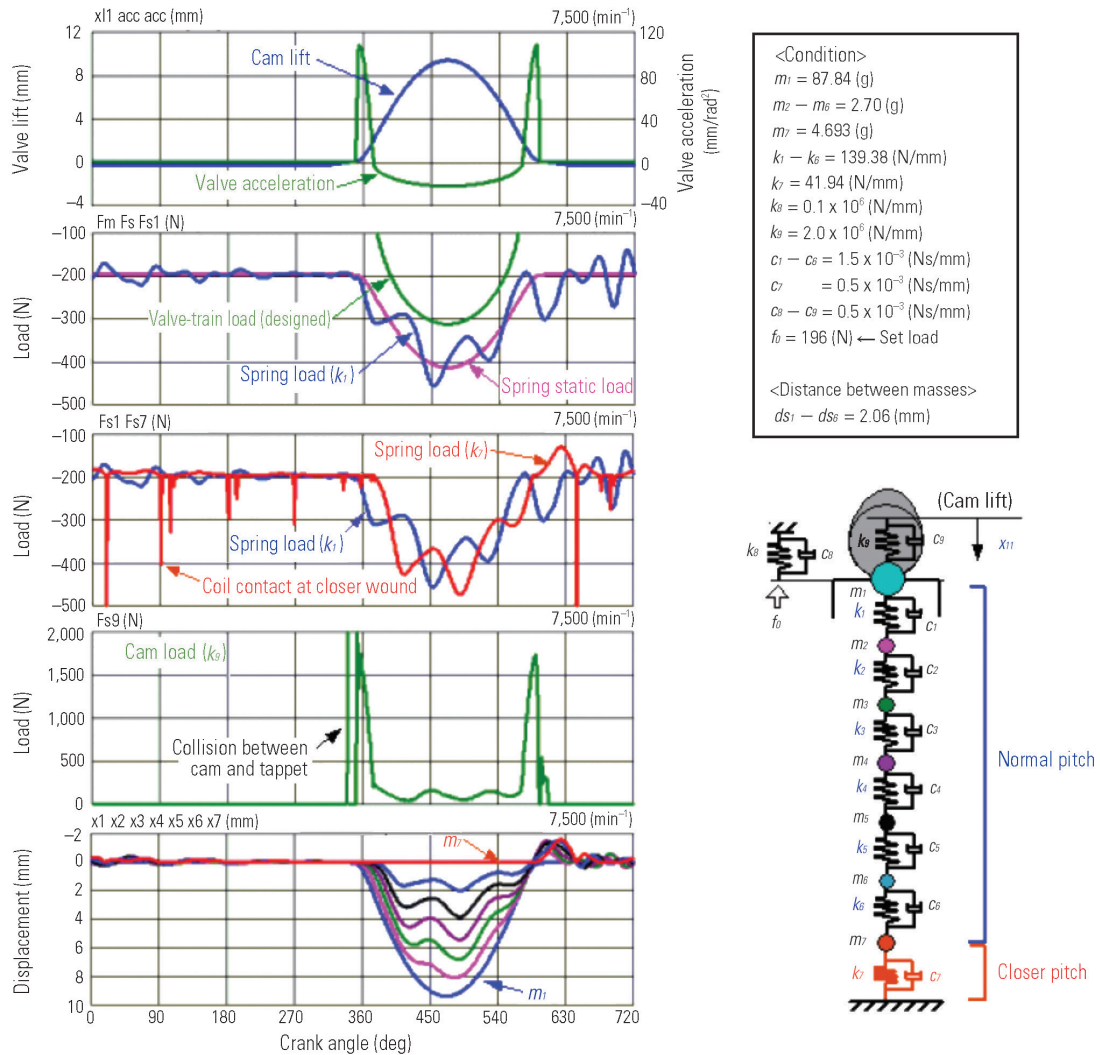 xl1 acc acc (mm)
7,500 (min⁻¹)
12
8
4
0
−4
Valve lift (mm)
120
80
40
0
−40
Valve acceleration
(mm/rad²)
Cam lift
Valve acceleration
Fm Fs Fs1 (N)
7,500 (min⁻¹)
−100
−200
−300
−400
−500
Load (N)
Valve-train load (designed)
Spring load (k₁)
Spring static load
Fs1 Fs7 (N)
7,500 (min⁻¹)
−100
−200
−300
−400
−500
Load (N)
Spring load (k₇)
Spring load (k₁)
Coil contact at closer wound
Fs9 (N)
7,500 (min⁻¹)
2,000
1,500
1,000
500
0
Load (N)
Cam load (k₉)
Collision between
cam and tappet
x1 x2 x3 x4 x5 x6 x7 (mm)
7,500 (min⁻¹)
−2
0
2
4
6
8
10
Displacement (mm)
m₇
m₁
0 90 180 270 360 450 540 630 720
Crank angle (deg)
<Condition>
m₁ = 87.84 (g)
m₂ − m₆ = 2.70 (g)
m₇ = 4.693 (g)
k₁ − k₆ = 139.38 (N/mm)
k₇ = 41.94 (N/mm)
k₈ = 0.1 x 10⁶ (N/mm)
k₉ = 2.0 x 10⁶ (N/mm)
c₁ − c₆ = 1.5 x 10⁻³ (Ns/mm)
c₇ = 0.5 x 10⁻³ (Ns/mm)
c₈ − c₉ = 0.5 x 10⁻³ (Ns/mm)
f₀ = 196 (N) ← Set load
<Distance between masses>
ds₁ − ds₆ = 2.06 (mm)
(Cam lift)
k₉ c₉
x₁₁
k₈ c₈
f₀
m₁
k₁ c₁
m₂
k₂ c₂
m₃
k₃ c₃
m₄
k₄ c₄
m₅
k₅ c₅
m₆
k₆ c₆
m₇
k₇ c₇
Normal pitch
Closer pitch